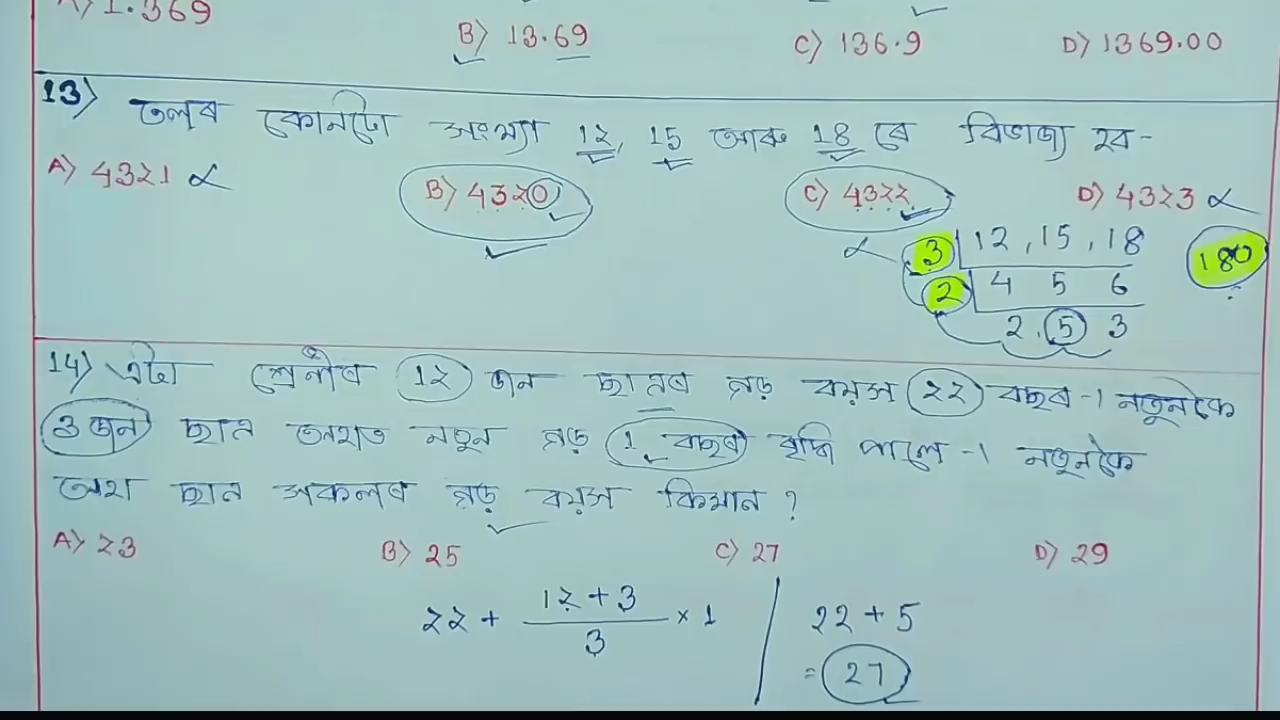 A) 1.369
B) 13.69 C) 136.9 D) 1369.00
13) তলৰ কোনটো সংখ্যা 12, 15 আৰু 18 ৰে বিভাজ্য হব-
A) 4321 B) 4320 C) 4322 D) 4323
3 12, 15, 18 180
2 4 5 6
2 5 3
14) এটা শ্ৰেনীৰ 12 জন ছাত্ৰৰ গড় বয়স 22 বছৰ-। নতুনকৈ
3 জন ছাত্ৰ অহাত নতুন গড় 1 বছৰ বৃদ্ধি পালে-। নতুনকৈ
অহা ছাত্ৰ সকলৰ গড় বয়স কিমান ?
A) 23 B) 25 C) 27 D) 29
22 + 12 + 3 × 1 22 + 5
3 = 27